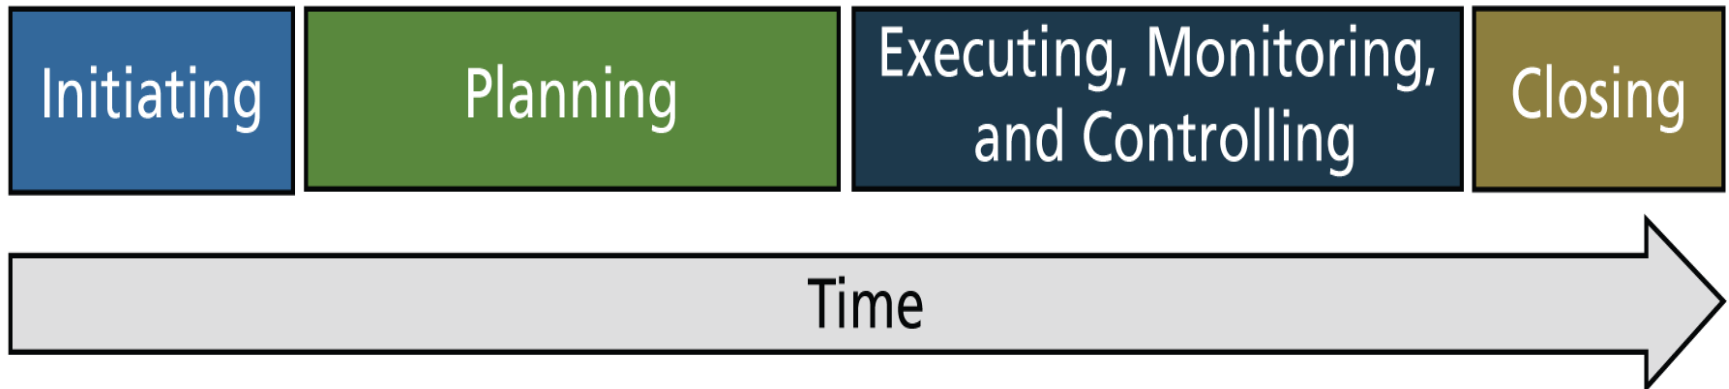 Initiating
Planning
Executing, Monitoring,
and Controlling
Closing
Time